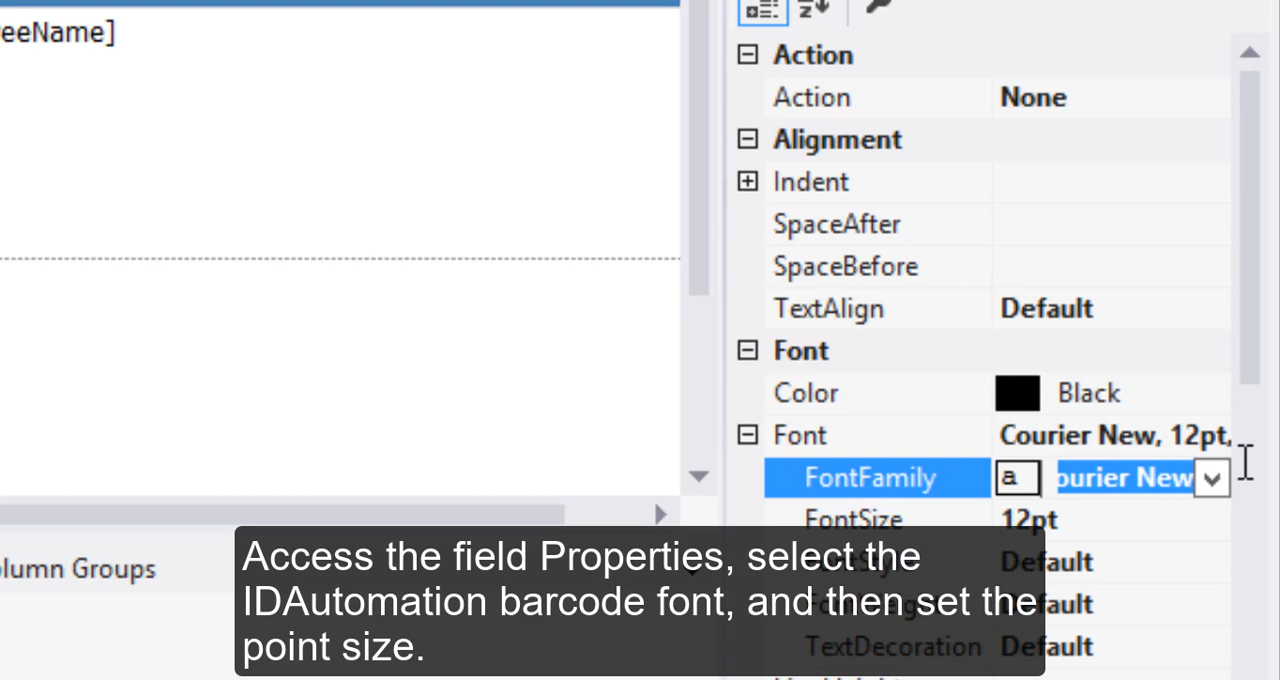 eeName]
Action
Action None
Alignment
Indent
SpaceAfter
SpaceBefore
TextAlign Default
Font
Color Black
Font Courier New, 12pt,
FontFamily a ourier New
FontSize 12pt
Default
Default
TextDecoration Default
lumn Groups
Access the field Properties, select the
IDAutomation barcode font, and then set the
point size.